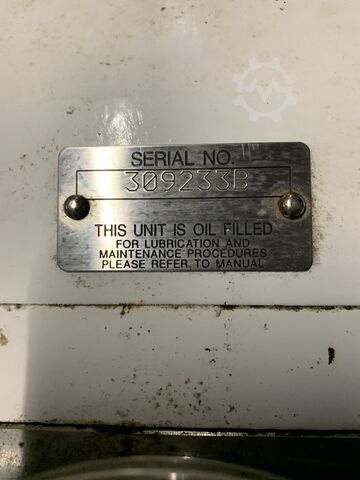 SERIAL NO.
309233B
THIS UNIT IS OIL FILLED
FOR LUBRICATION AND
MAINTENANCE PROCEDURES
PLEASE REFER TO MANUAL